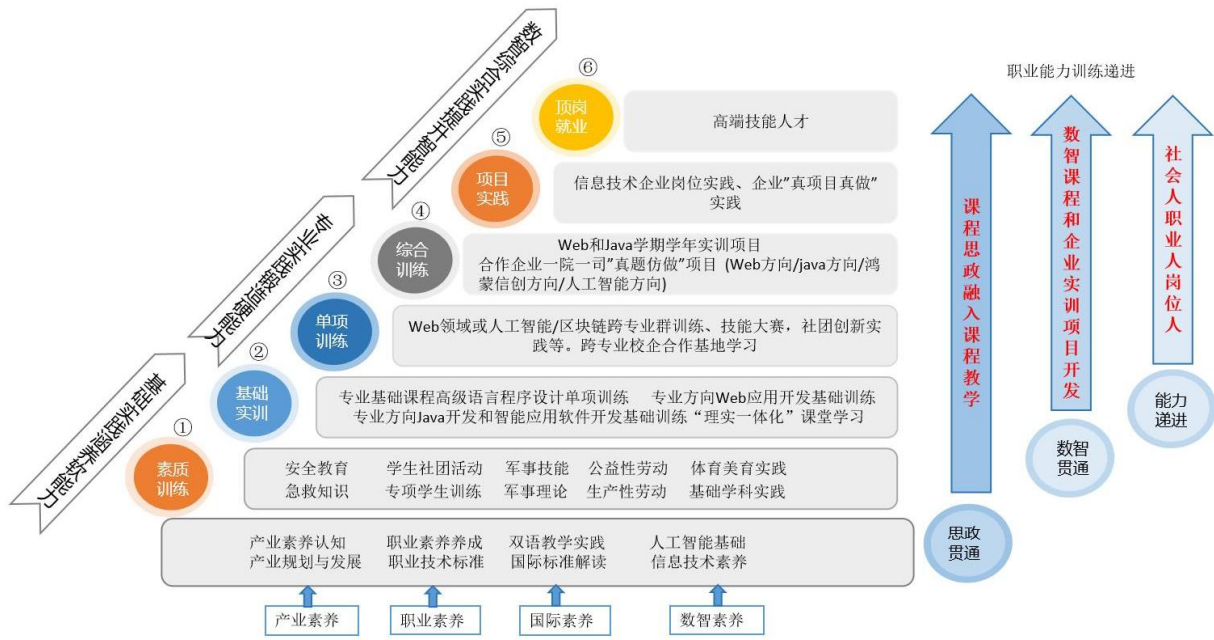 职业能力训练递进
数智综合实践提升智能力
专业实践锻造硬能力
基础实践涵养软能力
⑥
顶岗
就业
高端技能人才
⑤
项目
实践
信息技术企业岗位实践、企业”真项目真做”
实践
④
综合
训练
Web和Java学期学年实训项目
合作企业一院一司”真题仿做”项目 (Web方向/java方向/鸿
蒙信创方向/人工智能方向)
③
单项
训练
Web领域或人工智能/区块链跨专业群训练、技能大赛，社团创新实
践等。跨专业校企合作基地学习
②
基础
实训
专业基础课程高级语言程序设计单项训练 专业方向Web应用开发基础训练
专业方向Java开发和智能应用软件开发基础训练“理实一体化”课堂学习
①
素质
训练
安全教育 学生社团活动 军事技能 公益性劳动 体育美育实践
急救知识 专项学生训练 军事理论 生产性劳动 基础学科实践
产业素养认知 职业素养养成 双语教学实践 人工智能基础
产业规划与发展 职业技术标准 国际标准解读 信息技术素养
产业素养 职业素养 国际素养 数智素养
课程思政融入课程教学
思政
贯通
数智课程和企业实训项目开发
数智
贯通
社会人职业人岗位人
能力
递进